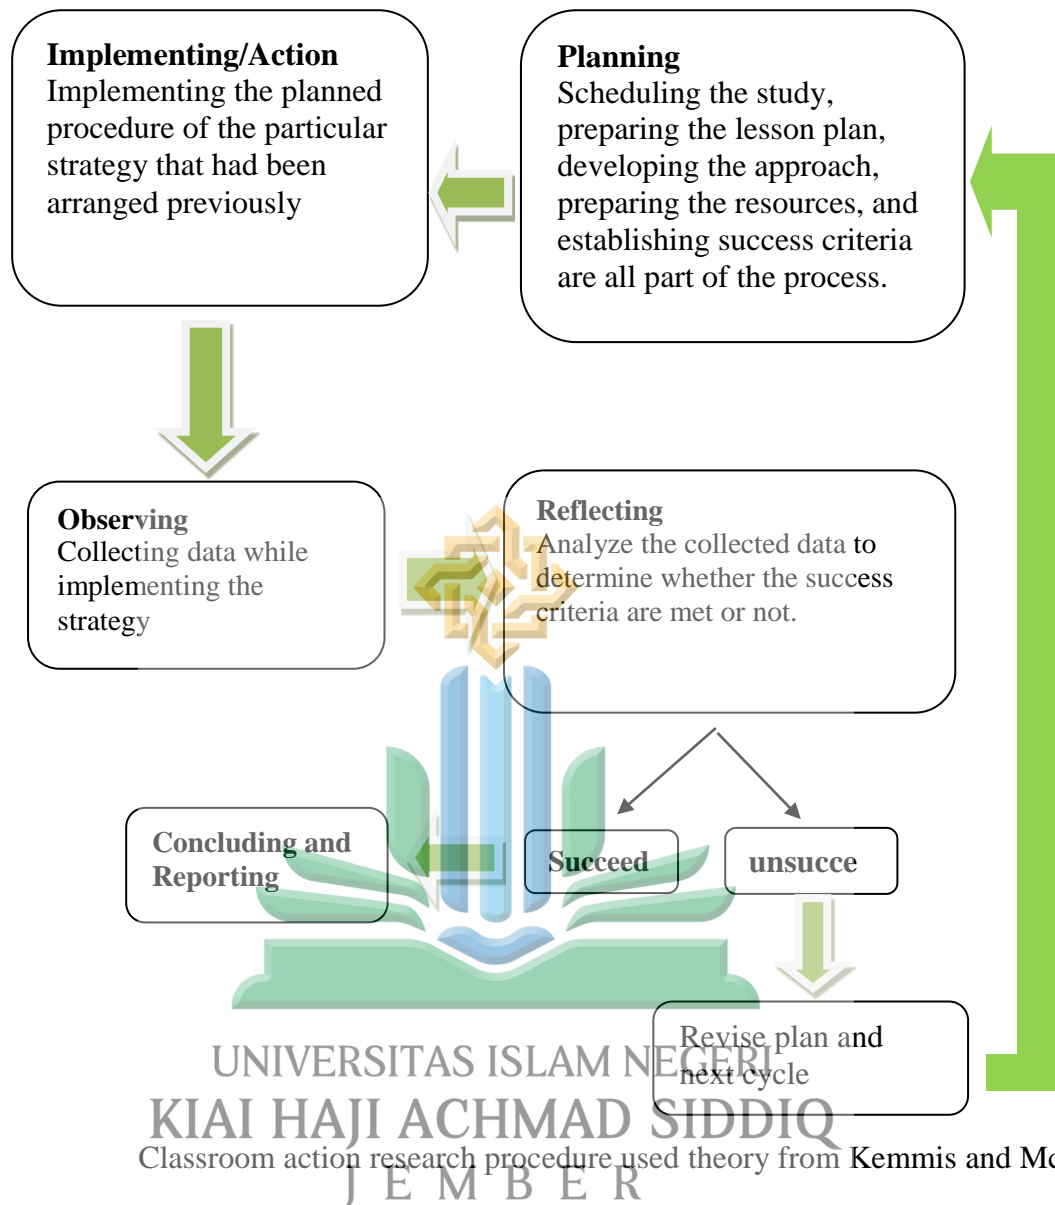 Implementing/Action
Implementing the planned
procedure of the particular
strategy that had been
arranged previously
Planning
Scheduling the study,
preparing the lesson plan,
developing the approach,
preparing the resources, and
establishing success criteria
are all part of the process.
Observing
Collecting data while
implementing the
strategy
Reflecting
Analyze the collected data to
determine whether the success
criteria are met or not.
Concluding and
Reporting
Succeed
unsucce
Revise plan and
next cycle
UNIVERSITAS ISLAM NEGERI
KIAI HAJI ACHMAD SIDDIQ
Classroom action research procedure used theory from Kemmis and Mc
J E M B E R